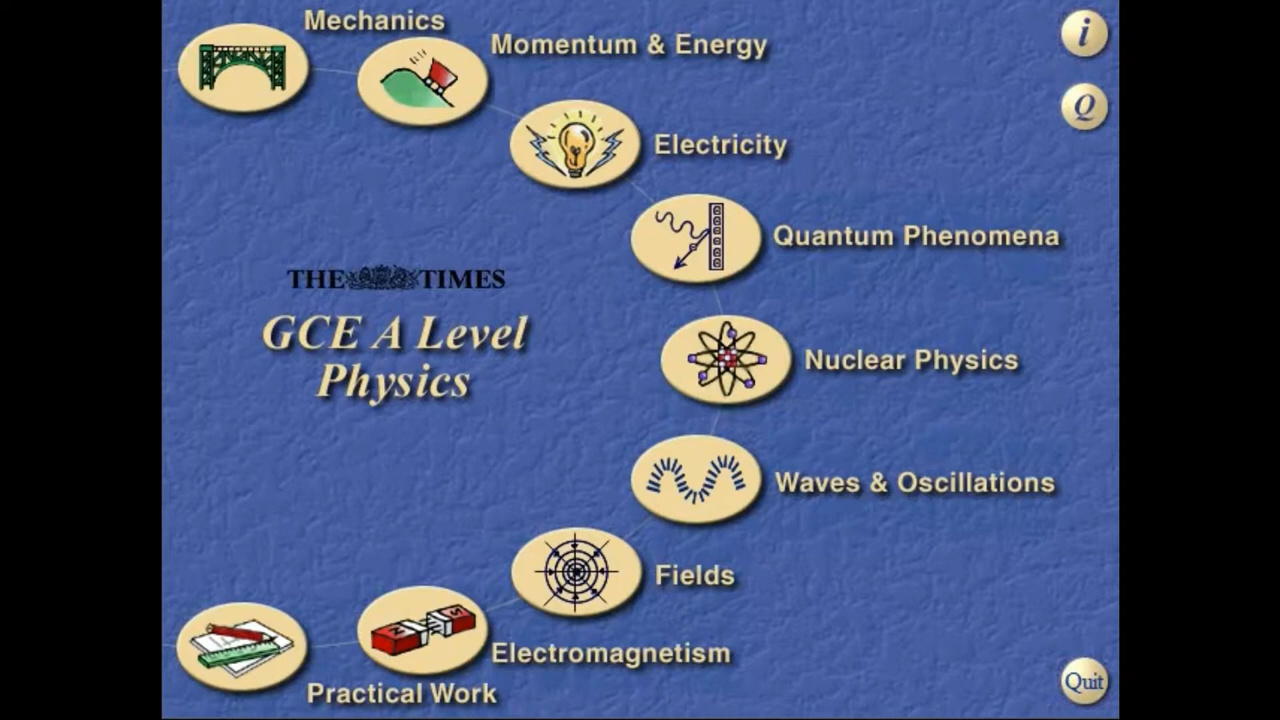 Mechanics
Momentum & Energy
Electricity
Quantum Phenomena
Nuclear Physics
Waves & Oscillations
Fields
Electromagnetism
Practical Work
THE TIMES
GCE A Level
Physics
i
Q
Quit
N
S